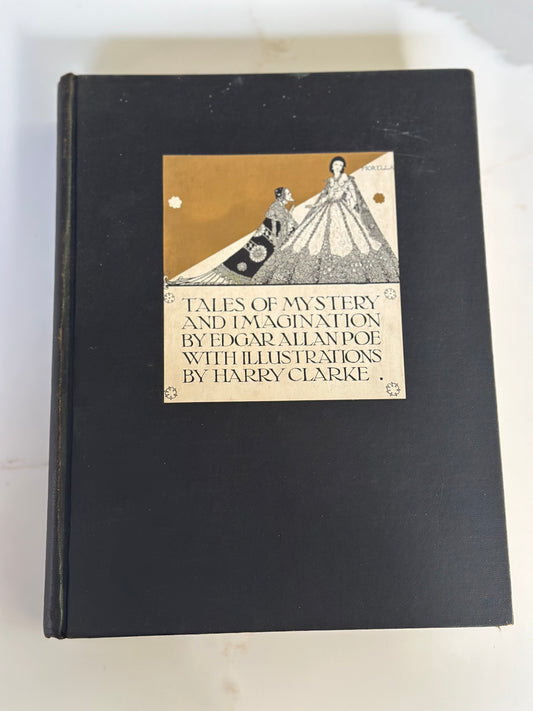 MORELLA
TALES OF MYSTERY
AND IMAGINATION
BY EDGAR ALLAN POE
WITH ILLUSTRATIONS
BY HARRY CLARKE .